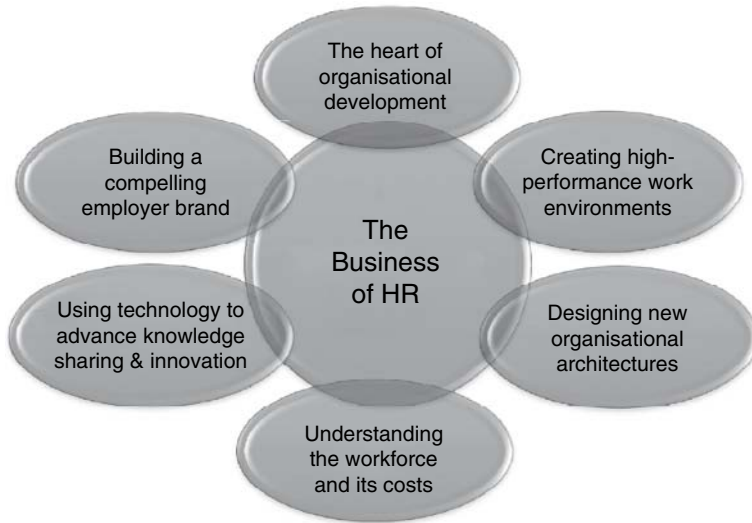 The heart of
organisational
development
Building a
compelling
employer brand
Creating high-
performance work
environments
The
Business
of HR
Using technology to
advance knowledge
sharing & innovation
Designing new
organisational
architectures
Understanding
the workforce
and its costs